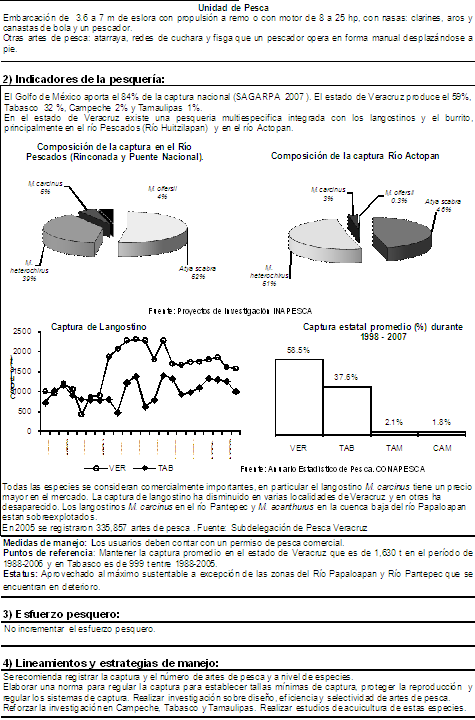 Unidad de Pesca
Embarcación de 3.6 a 7 m de eslora con propulsión a remo o con motor de 8 a 25 hp, con nasas: clarines, aros y
canastas de bola y un pescador.
Otras artes de pesca: atarraya, redes de cuchara y fisga que un pescador opera en forma manual desplazándose a
pie.
2) Indicadores de la pesquería:
El Golfo de México aporta el 84% de la captura nacional (SAGARPA 2007 ). El estado de Veracruz produce el 59%,
Tabasco 32 %, Campeche 2% y Tamaulipas 1%.
En el estado de Veracruz existe una pesquería multiespecífica integrada con los langostinos y el burrito,
principalmente en el río Pescados (Río Huitzilapan) y en el río Actopan.
Composición de la captura en el Río
Pescados (Rinconada y Puente Nacional).
M. carcinus
5%
M. offersii
4%
M.
heterochirus
39%
Atya scabra
52%
Composición de la captura Río Actopan
M. carcinus
3%
M. offersii
0.3%
Atya scabra
46%
M.
heterochirus
51%
Fuente: Proyectos de Investigación INAPESCA
Captura de Langostino
2500
2000
1500
1000
500
0
VER
TAB
Captura estatal promedio (%) durante
1998 - 2007
58.5%
37.6%
2.1%
1.8%
VER
TAB
TAM
CAM
Fuente: Anuario Estadístico de Pesca. CONAPESCA
Todas las especies se consideran comercialmente importantes, en particular el langostino M. carcinus tiene un precio
mayor en el mercado. La captura de langostino ha disminuido en varias localidades de Veracruz y en otras ha
desaparecido. Los langostinos M. carcinus en el río Pantepec y M. acanthurus en la cuenca baja del río Papaloapan
están sobreexplotados.
En 2005 se registraron 335,857 artes de pesca . Fuente: Subdelegación de Pesca Veracruz
Medidas de manejo: Los usuarios deben contar con un permiso de pesca comercial.
Puntos de referencia: Mantener la captura promedio en el estado de Veracruz que es de 1,630 t en el período de
1988-2006 y en Tabasco es de 999 t entre 1988-2005.
Estatus: Aprovechado al máximo sustentable a excepción de las zonas del Río Papaloapan y Río Pantepec que se
encuentran en deterioro.
3) Esfuerzo pesquero:
No incrementar el esfuerzo pesquero.
4) Lineamientos y estrategias de manejo:
Se recomienda registrar la captura y el número de artes de pesca y a nivel de especies.
Elaborar una norma para regular la captura para establecer tallas mínimas de captura, proteger la reproducción y
regular los sistemas de captura. Realizar investigación sobre diseño, eficiencia y selectividad de artes de pesca.
Reforzar la investigación en Campeche, Tabasco y Tamaulipas. Realizar estudios de acuicultura de estas especies.